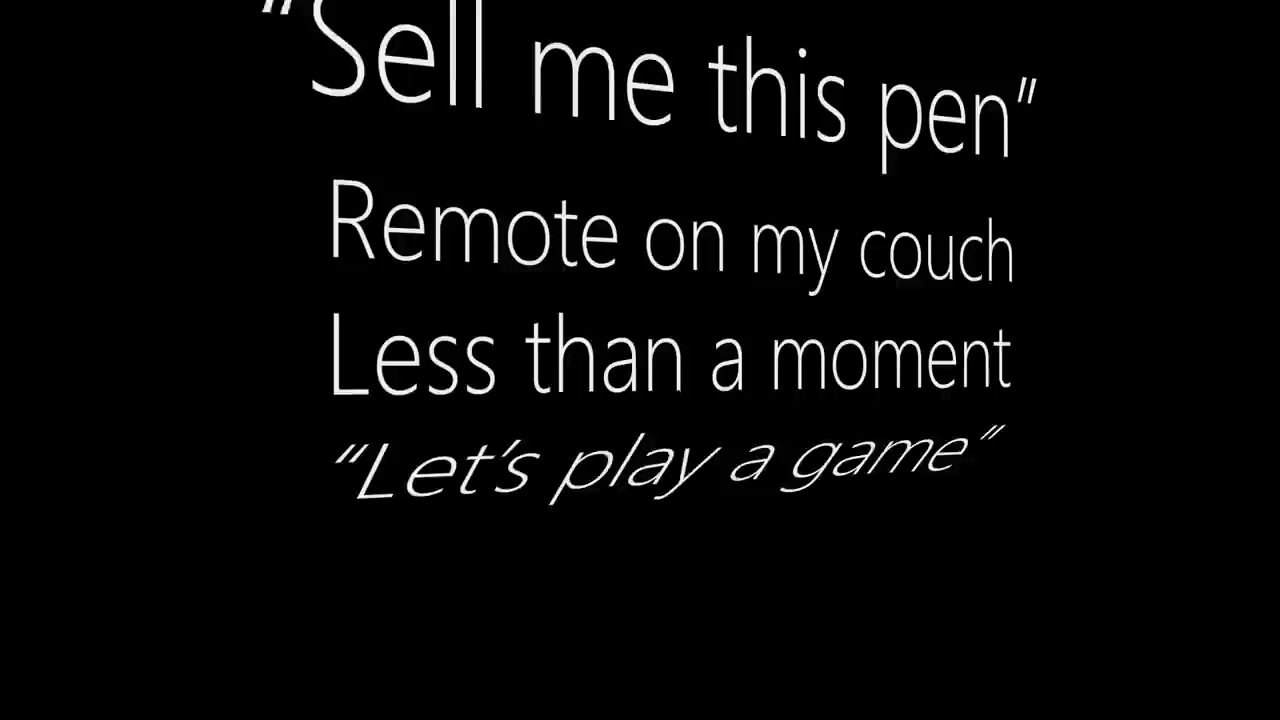 “Sell me this pen”
Remote on my couch
Less than a moment
“Let’s play a game”